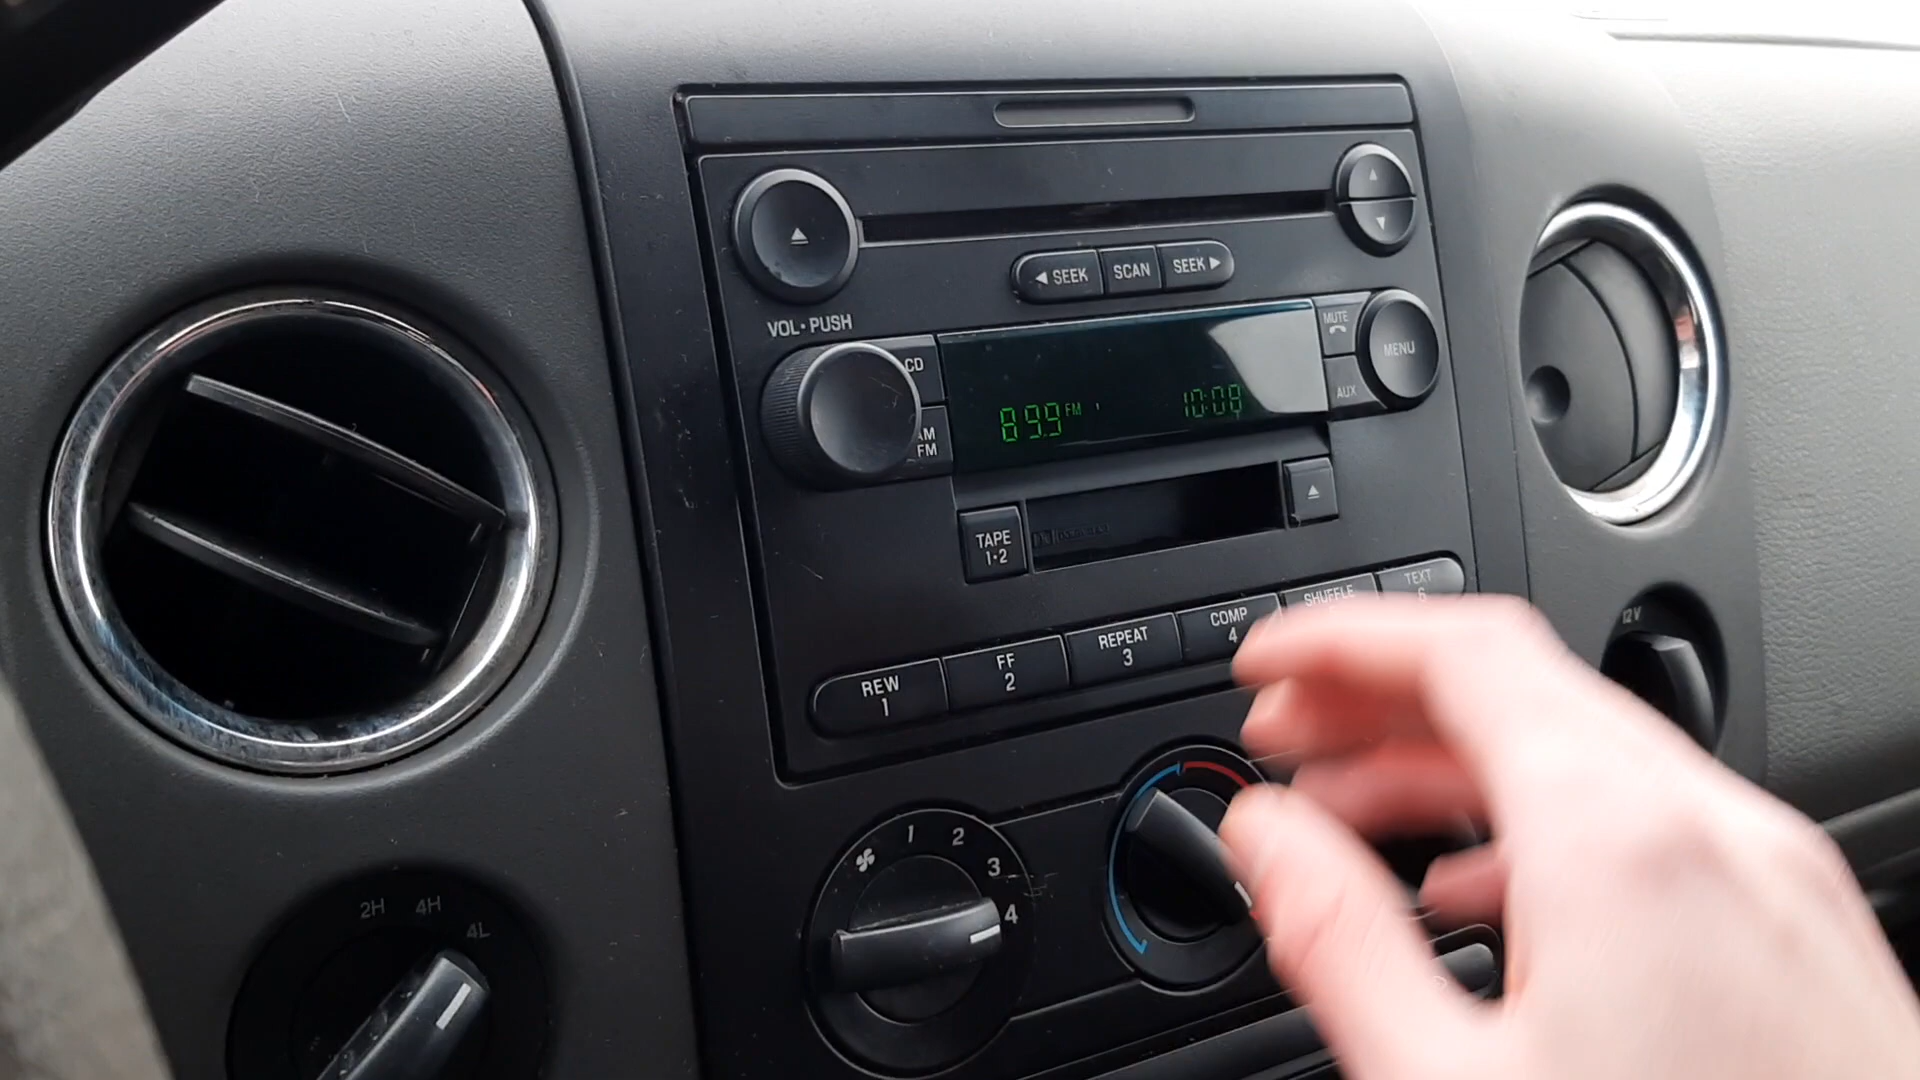 ◀ SEEK SCAN SEEK ▶
VOL • PUSH
CD
MUTE
MENU
AUX
89.9 FM 10:08
AM
FM
TAPE
1•2
REW
1
FF
2
REPEAT
3
COMP
4
SHUFFLE
TEXT
6
12V
1 2 3 4
2H 4H 4L